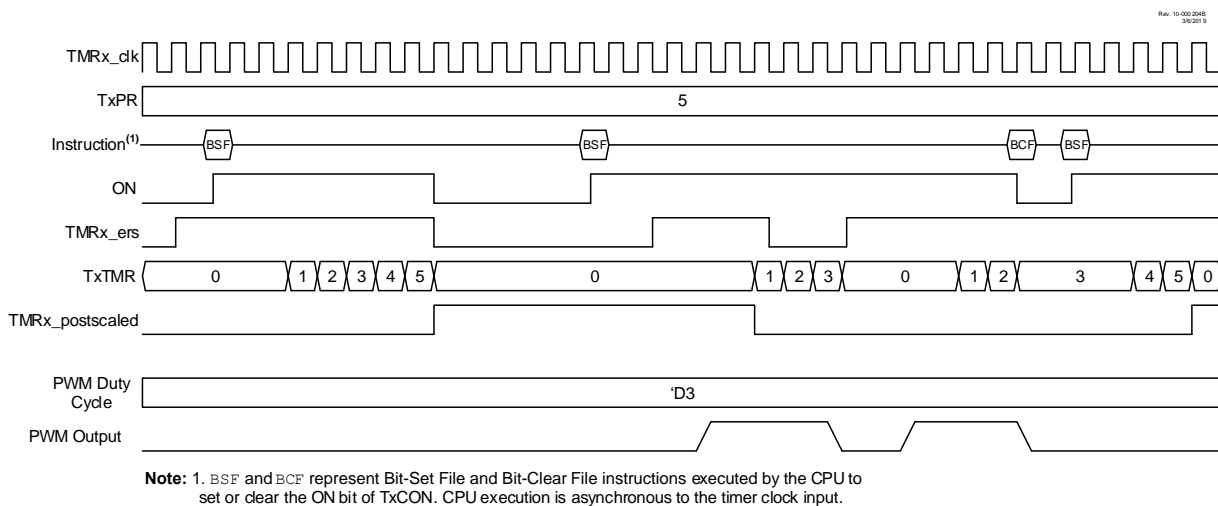 Rev. 10-000 204B
3/6/201 9
TMRx_clk
TxPR
5
Instruction(1)
BSF
BSF
BCF
BSF
ON
TMRx_ers
TxTMR
0
1
2
3
4
5
0
1
2
3
0
1
2
3
4
5
0
TMRx_postscaled
PWM Duty
Cycle
'D3
PWM Output
Note: 1. BSF and BCF represent Bit-Set File and Bit-Clear File instructions executed by the CPU to
set or clear the ON bit of TxCON. CPU execution is asynchronous to the timer clock input.